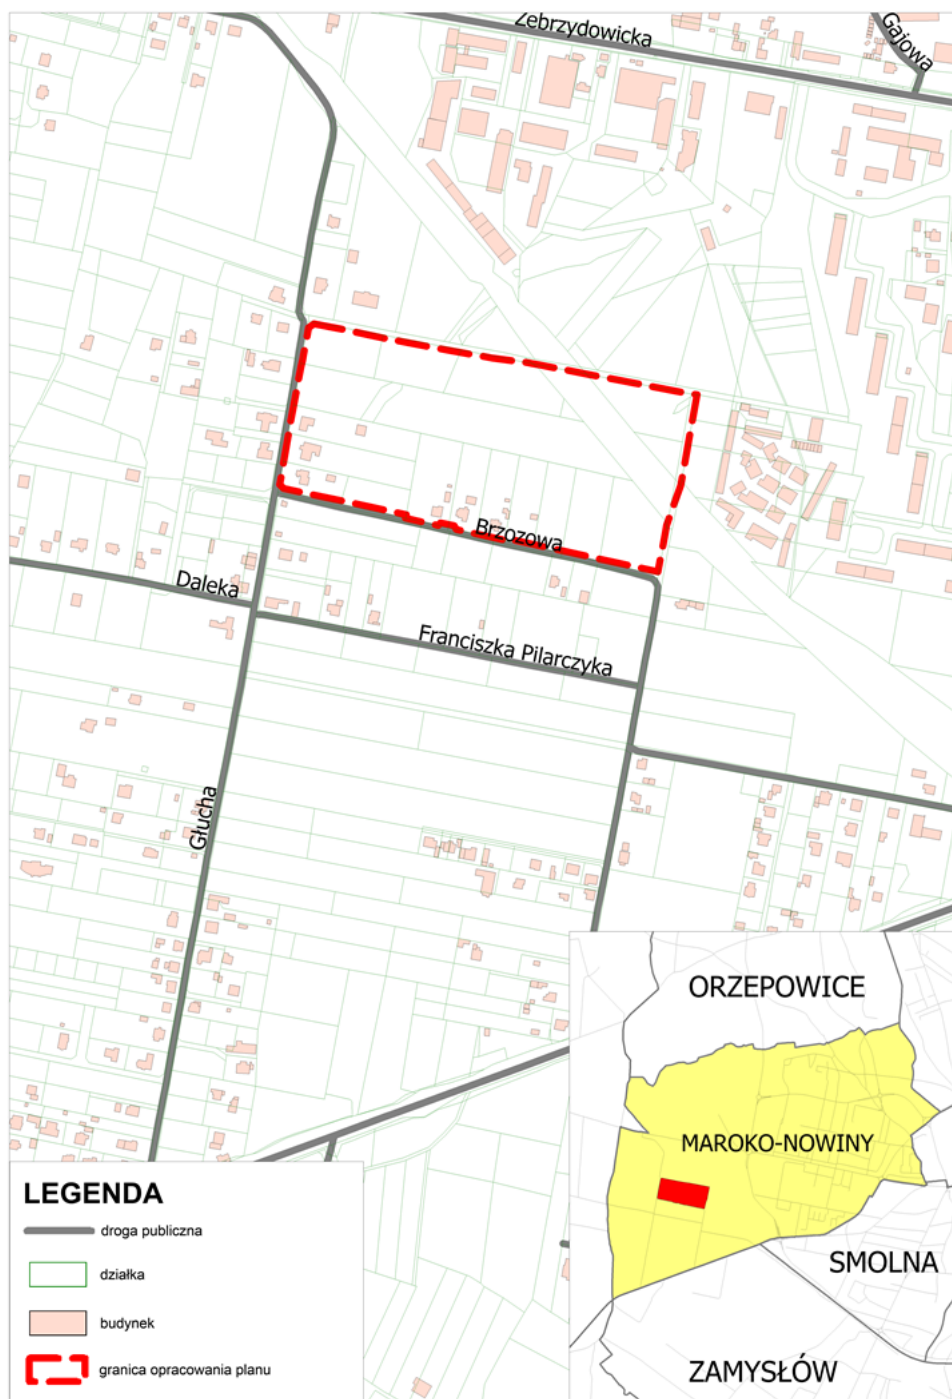 Zebrzydowicka
Gajowa
Brzozowa
Daleka
Franciszka Pilarczyka
Głucha
ORZEPOWICE
MAROKO-NOWINY
SMOLNA
ZAMYSŁÓW
LEGENDA
droga publiczna
działka
budynek
granica opracowania planu